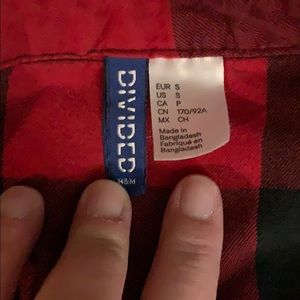 DIVIDED
H&M
EUR S
US S
CA P
CN 170/92A
MX CH
Made in
Bangladesh
Fabriqué en
Bangladesh